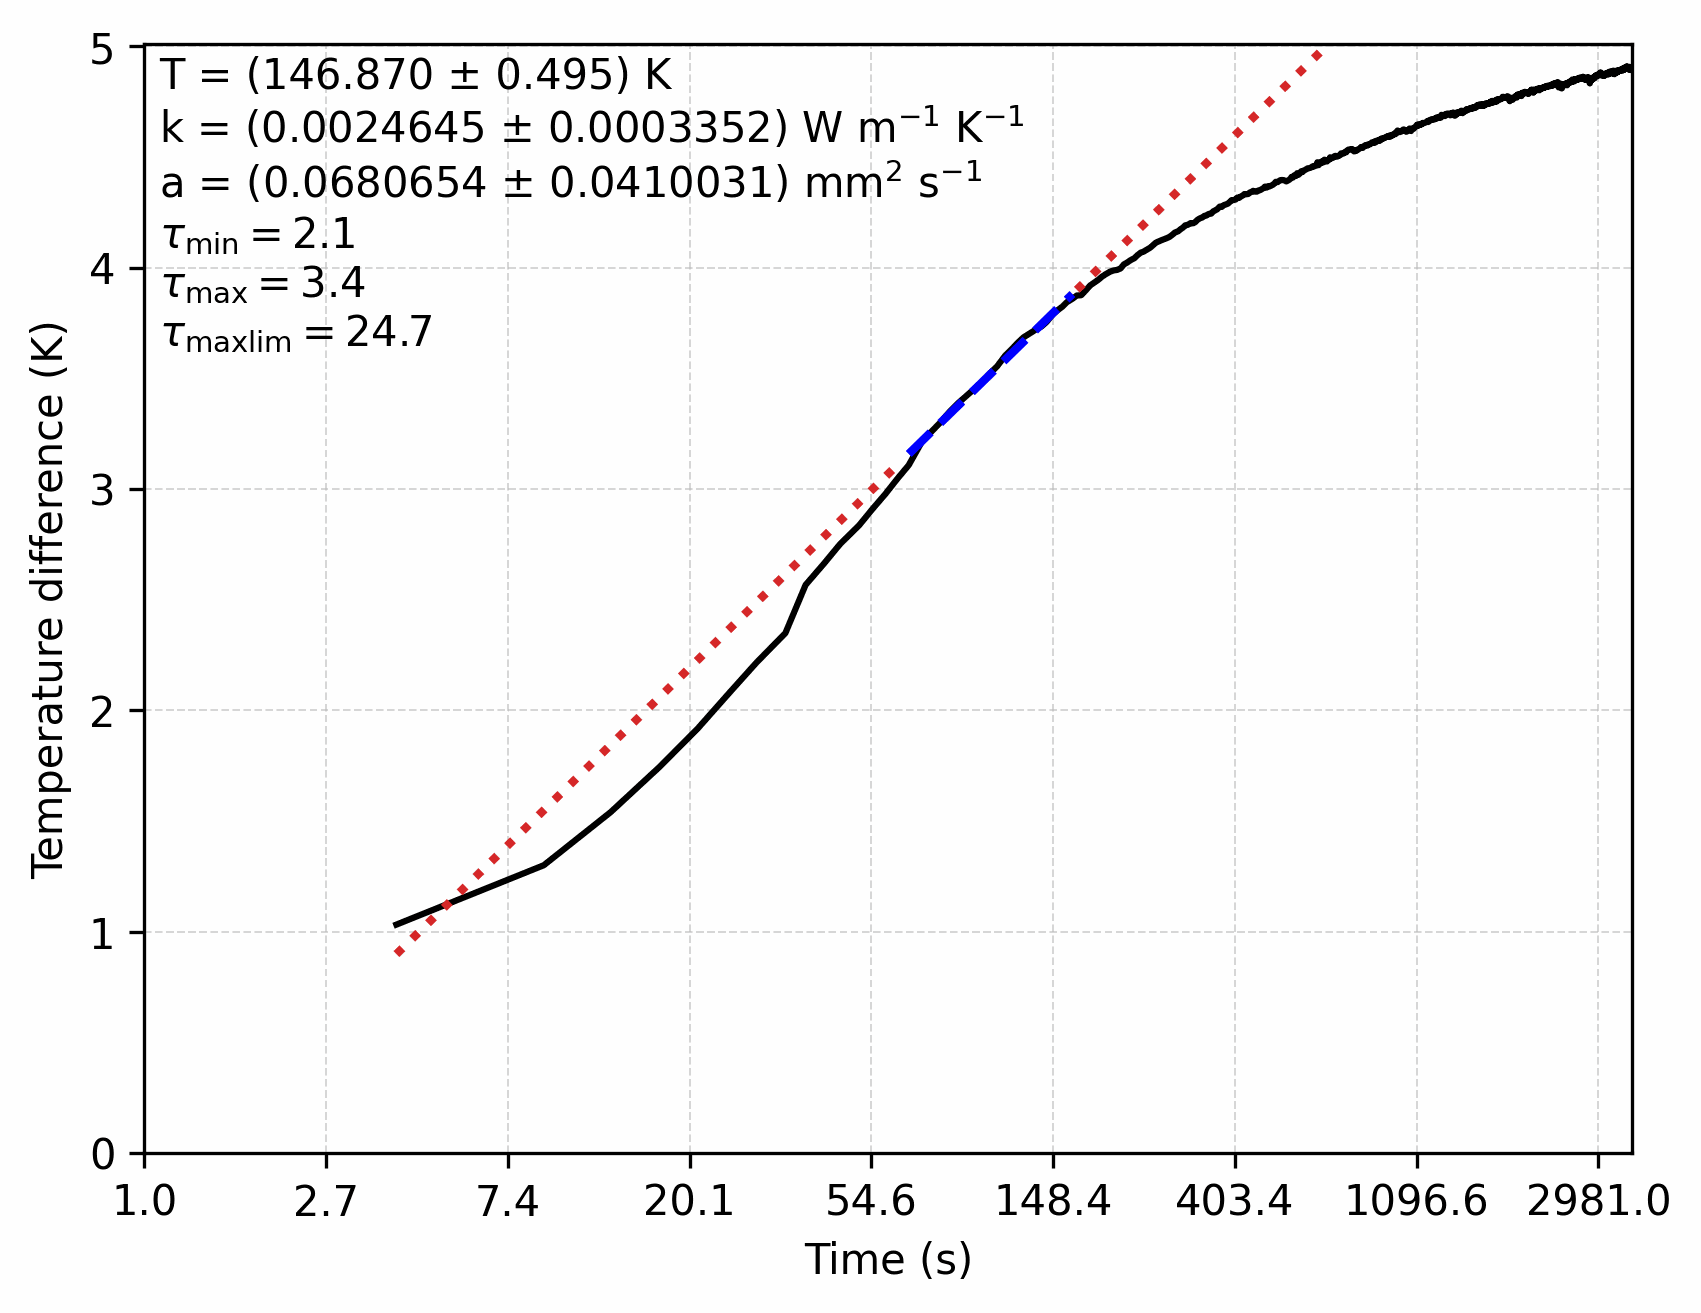 T = (146.870 ± 0.495) K
k = (0.0024645 ± 0.0003352) W m⁻¹ K⁻¹
a = (0.0680654 ± 0.0410031) mm² s⁻¹
τmin = 2.1
τmax = 3.4
τmaxlim = 24.7
Temperature difference (K)
5
4
3
2
1
0
1.0 2.7 7.4 20.1 54.6 148.4 403.4 1096.6 2981.0
Time (s)